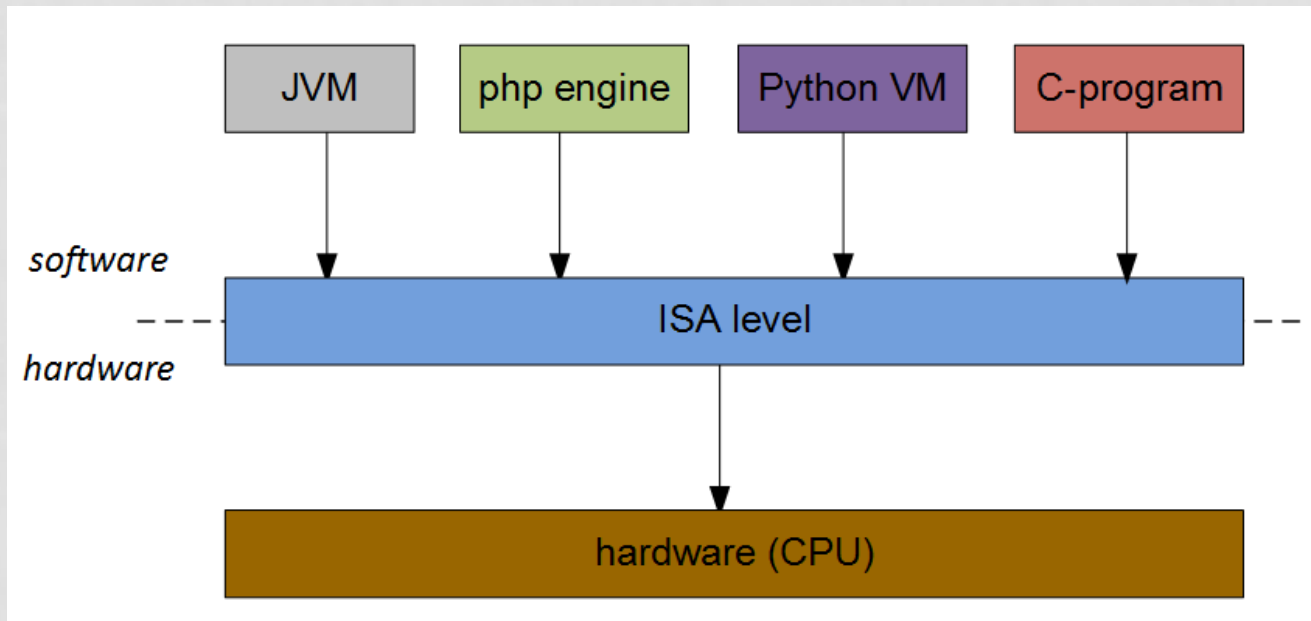 JVM
php engine
Python VM
C-program
software
ISA level
hardware
hardware (CPU)